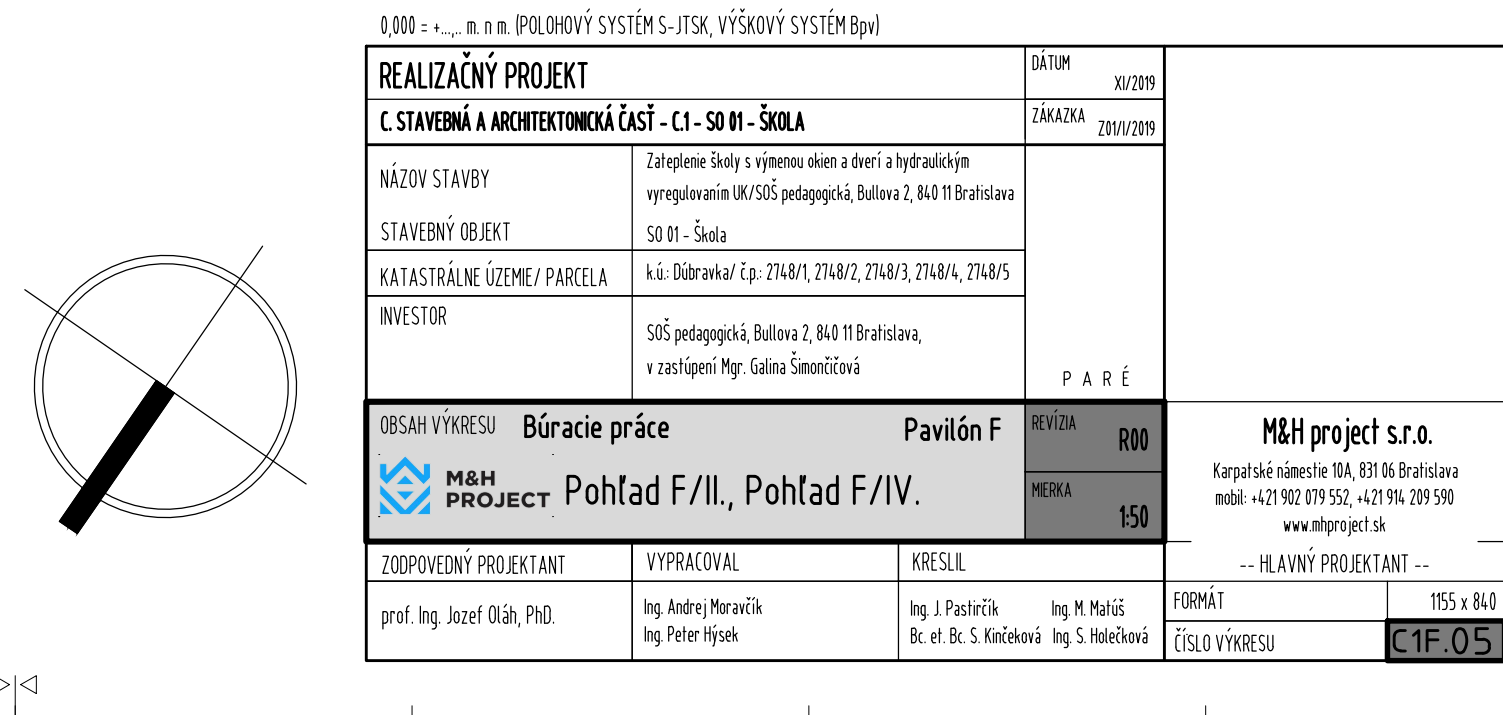 0,000 = +...,.. m. n m. (POLOHOVÝ SYSTÉM S-JTSK, VÝŠKOVÝ SYSTÉM Bpv)
REALIZAČNÝ PROJEKT
DÁTUM
XI/2019
C. STAVEBNÁ A ARCHITEKTONICKÁ ČASŤ - C.1 - SO 01 - ŠKOLA
ZÁKAZKA
Z01/I/2019
NÁZOV STAVBY
Zateplenie školy s výmenou okien a dverí a hydraulickým
vyregulovaním UK/SOŠ pedagogická, Bullova 2, 840 11 Bratislava
STAVEBNÝ OBJEKT
SO 01 - Škola
KATASTRÁLNE ÚZEMIE/ PARCELA
k.ú.: Dúbravka/ č.p.: 2748/1, 2748/2, 2748/3, 2748/4, 2748/5
INVESTOR
SOŠ pedagogická, Bullova 2, 840 11 Bratislava,
v zastúpení Mgr. Galina Šimončičová
P A R É
OBSAH VÝKRESU Búracie práce Pavilón F
M&H
PROJECT
Pohľad F/II., Pohľad F/IV.
REVÍZIA
R00
MIERKA
1:50
M&H project s.r.o.
Karpatské námestie 10A, 831 06 Bratislava
mobil: +421 902 079 552, +421 914 209 590
www.mhproject.sk
-- HLAVNÝ PROJEKTANT --
ZODPOVEDNÝ PROJEKTANT
VYPRACOVAL
KRESLIL
prof. Ing. Jozef Oláh, PhD.
Ing. Andrej Moravčík
Ing. Peter Hýsek
Ing. J. Pastirčík Ing. M. Matúš
Bc. et. Bc. S. Kinčeková Ing. S. Holečková
FORMÁT
1155 x 840
ČÍSLO VÝKRESU
C1F.05